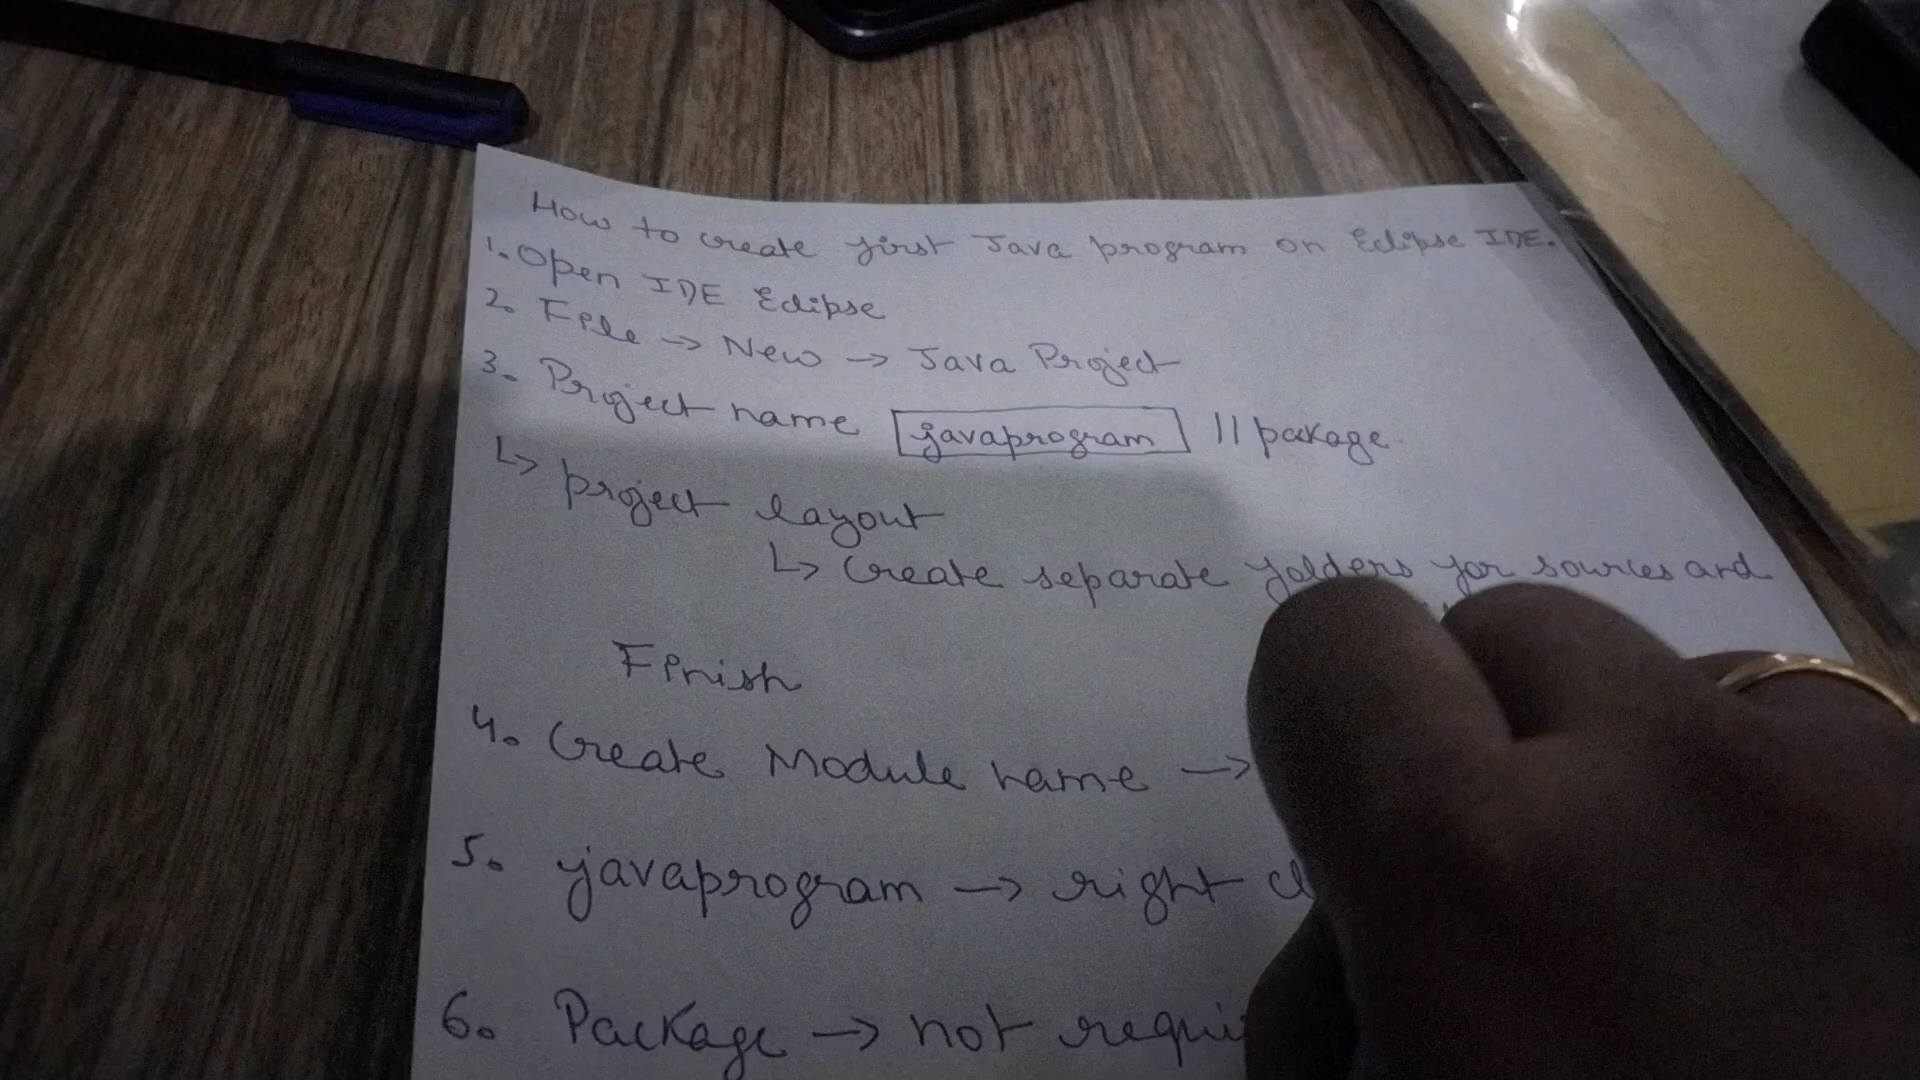 How to create first Java program on Eclipse IDE.
1. Open IDE Eclipse
2. File → New → Java Project
3. Project name javaprogram // pakage
↳ project layout
↳ Create separate folders for sources and
Finish
4. Create Module name →
5. javaprogram → right
6. Package → not